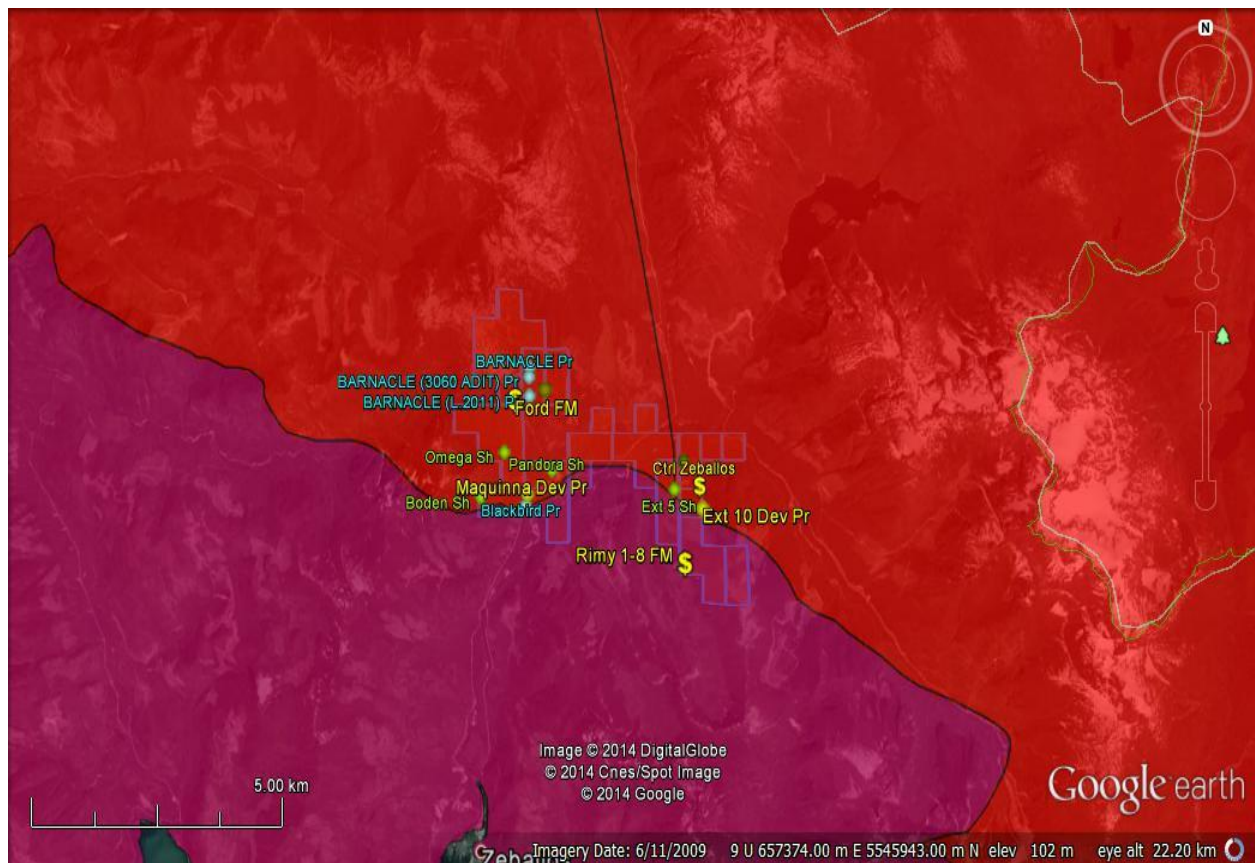 N
BARNACLE Pr
BARNACLE (3060 ADIT) Pr
BARNACLE (L.2011) Pr
Ford FM
Omega Sh
Pandora Sh
Ctrl Zeballos
$
Maquinna Dev Pr
Boden Sh
Blackbird Pr
Ext 5 Sh
Ext 10 Dev Pr
Rimy 1-8 FM $
Image © 2014 DigitalGlobe
© 2014 Cnes/Spot Image
© 2014 Google
5.00 km
Google earth
Zeballos
Imagery Date: 6/11/2009 9 U 657374.00 m E 5545943.00 m N elev 102 m eye alt 22.20 km